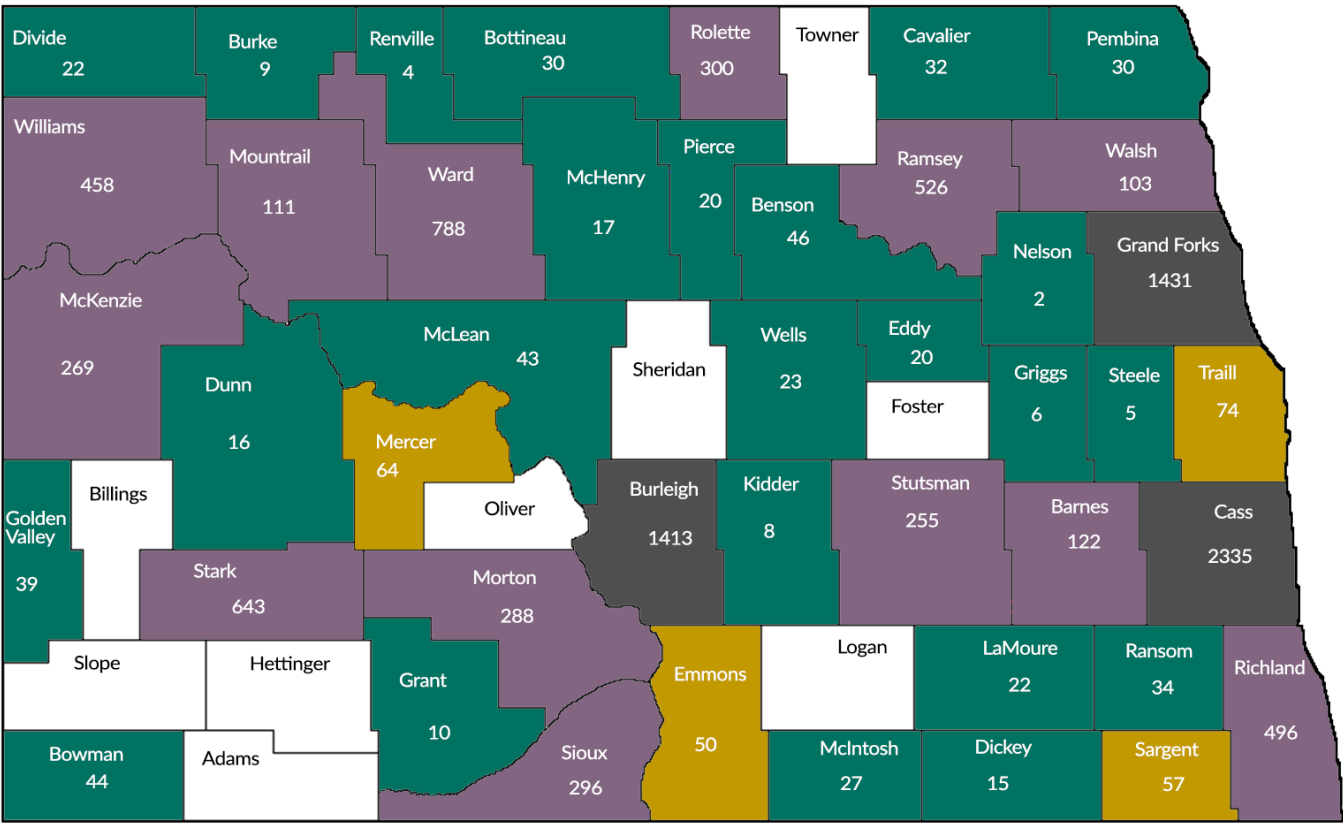 Divide
22
Burke
9
Renville
4
Bottineau
30
Rolette
300
Towner
Cavalier
32
Pembina
30
Williams
458
Mountrail
111
Ward
788
McHenry
17
Pierce
20
Benson
46
Ramsey
526
Walsh
103
Nelson
2
Grand Forks
1431
McKenzie
269
Dunn
16
McLean
43
Sheridan
Wells
23
Eddy
20
Foster
Griggs
6
Steele
5
Traill
74
Mercer
64
Oliver
Golden
Valley
39
Billings
Burleigh
1413
Kidder
8
Stutsman
255
Barnes
122
Cass
2335
Stark
643
Morton
288
Slope
Hettinger
Grant
10
Emmons
50
Logan
LaMoure
22
Ransom
34
Richland
496
Bowman
44
Adams
Sioux
296
McIntosh
27
Dickey
15
Sargent
57